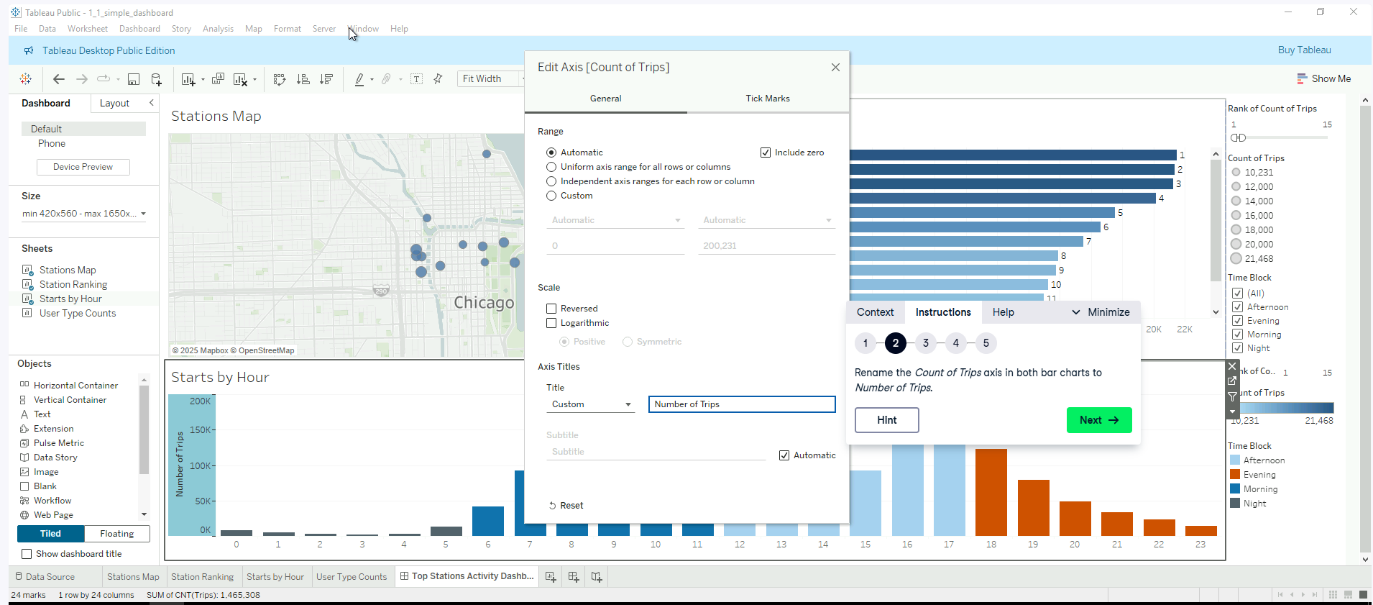 Tableau Public - 1_1_simple_dashboard
File Data Worksheet Dashboard Story Analysis Map Format Server Window Help
Tableau Desktop Public Edition
Buy Tableau
Fit Width
Show Me
Dashboard Layout
Default
Phone
Device Preview
Size
min 420x560 - max 1650x...
Sheets
Stations Map
Station Ranking
Starts by Hour
User Type Counts
Objects
Horizontal Container
Vertical Container
Text
Extension
Pulse Metric
Data Story
Image
Blank
Workflow
Web Page
Tiled Floating
Show dashboard title
Stations Map
Chicago
© 2025 Mapbox © OpenStreetMap
Edit Axis [Count of Trips]
General Tick Marks
Range
Automatic
Include zero
Uniform axis range for all rows or columns
Independent axis ranges for each row or column
Custom
Automatic Automatic
0 200,231
Scale
Reversed
Logarithmic
Positive Symmetric
Axis Titles
Title
Custom
Number of Trips
Subtitle
Subtitle
Automatic
Reset
1
2
3
4
5
6
7
8
9
10
11
20K 22K
Context Instructions Help Minimize
1 2 3 4 5
Rename the Count of Trips axis in both bar charts to
Number of Trips.
Hint
Next →
Rank of Count of Trips
1 15
Count of Trips
10,231
12,000
14,000
16,000
18,000
20,000
21,468
Time Block
(All)
Afternoon
Evening
Morning
Night
nk of Co... 1 15
unt of Trips
10,231 21,468
Time Block
Afternoon
Evening
Morning
Night
Starts by Hour
Number of Trips
200K
150K
100K
50K
0K
0 1 2 3 4 5 6 7 8 9 10 11 12 13 14 15 16 17 18 19 20 21 22 23
Data Source Stations Map Station Ranking Starts by Hour User Type Counts Top Stations Activity Dashb...
24 marks 1 row by 24 columns SUM of CNT(Trips): 1,465,308